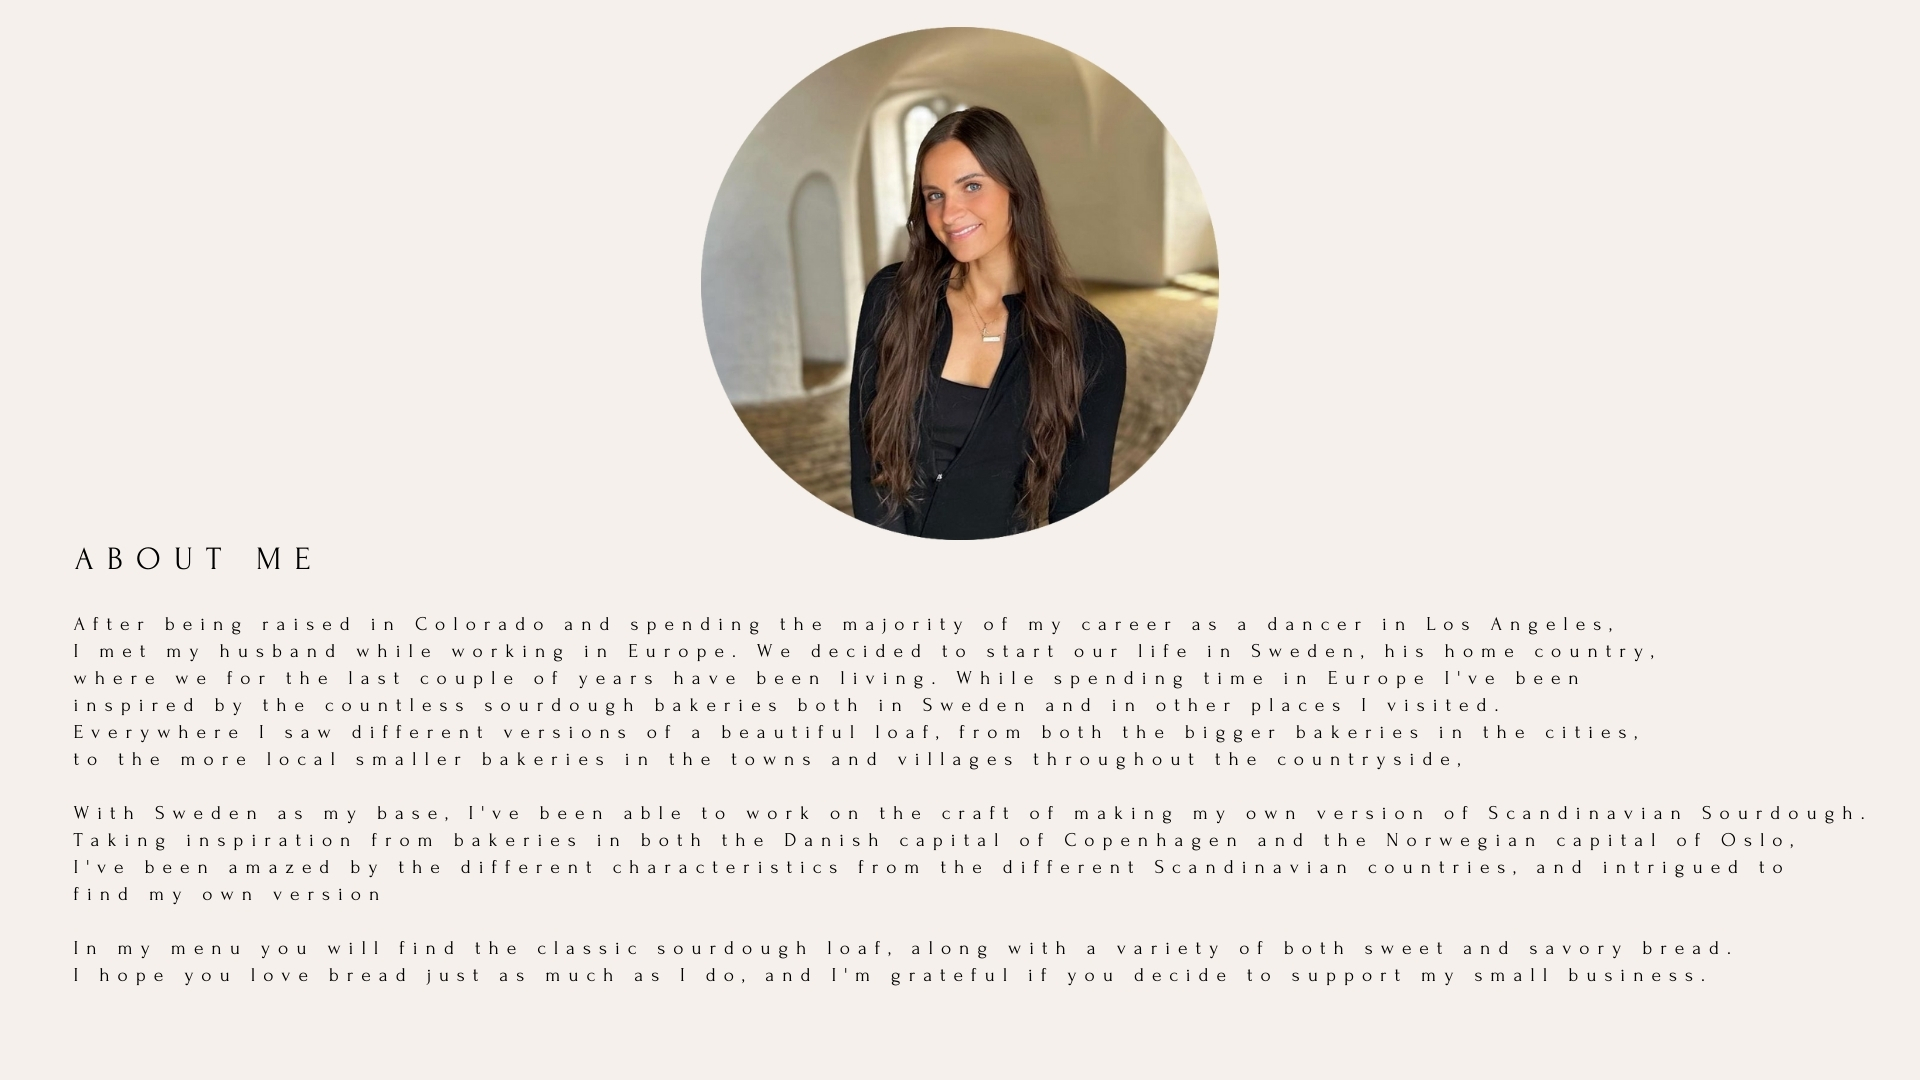 ABOUT ME
After being raised in Colorado and spending the majority of my career as a dancer in Los Angeles,
I met my husband while working in Europe. We decided to start our life in Sweden, his home country,
where we for the last couple of years have been living. While spending time in Europe I've been
inspired by the countless sourdough bakeries both in Sweden and in other places I visited.
Everywhere I saw different versions of a beautiful loaf, from both the bigger bakeries in the cities,
to the more local smaller bakeries in the towns and villages throughout the countryside,
With Sweden as my base, I've been able to work on the craft of making my own version of Scandinavian Sourdough.
Taking inspiration from bakeries in both the Danish capital of Copenhagen and the Norwegian capital of Oslo,
I've been amazed by the different characteristics from the different Scandinavian countries, and intrigued to
find my own version
In my menu you will find the classic sourdough loaf, along with a variety of both sweet and savory bread.
I hope you love bread just as much as I do, and I'm grateful if you decide to support my small business.